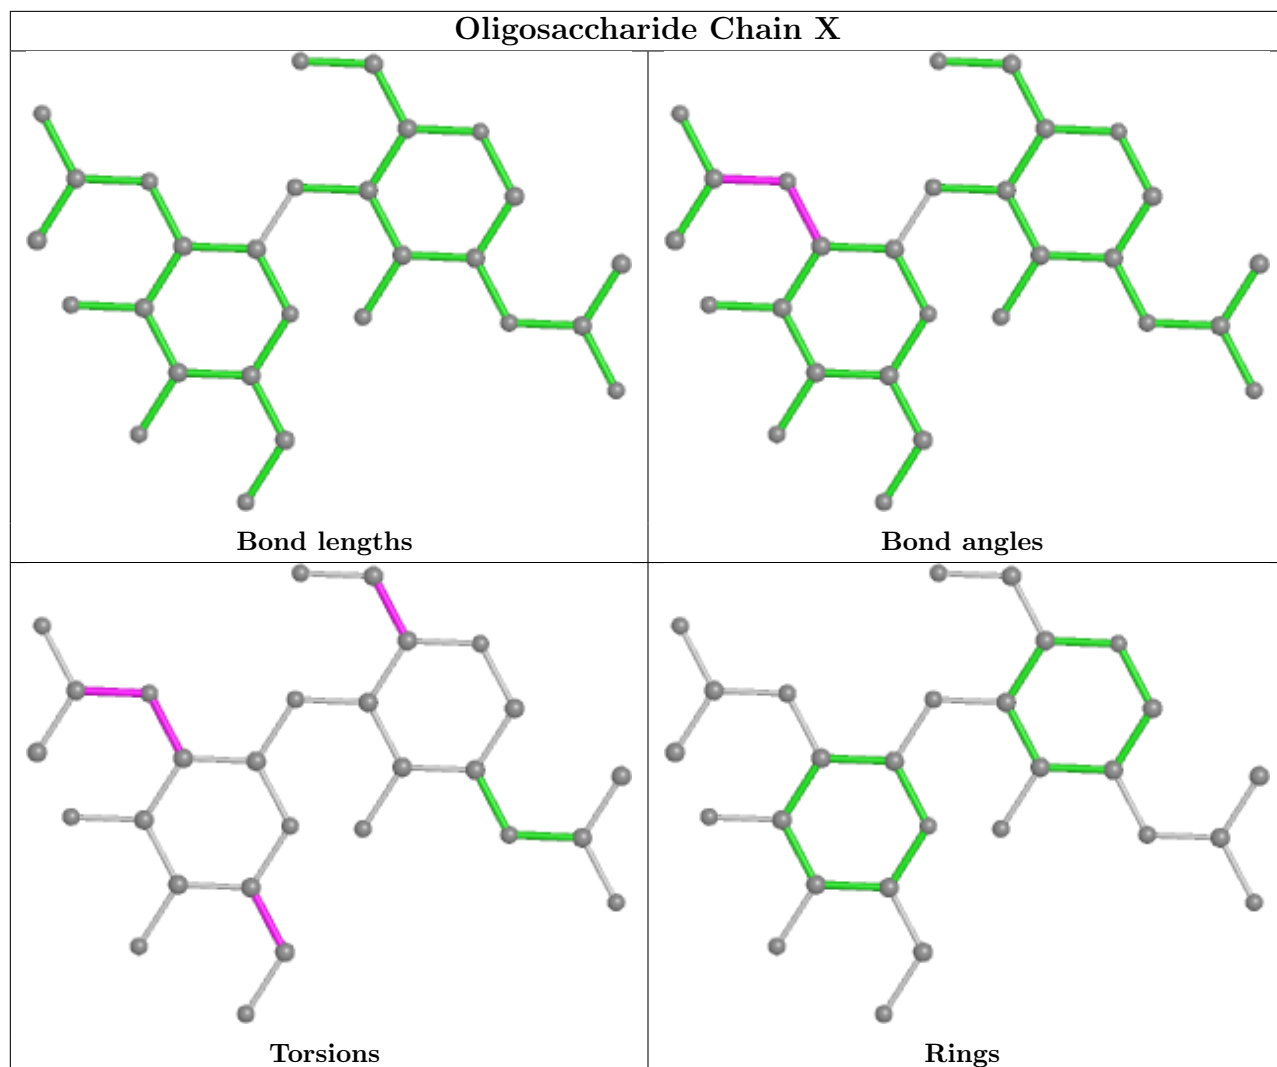 Oligosaccharide Chain X
Bond lengths
Bond angles
Torsions
Rings